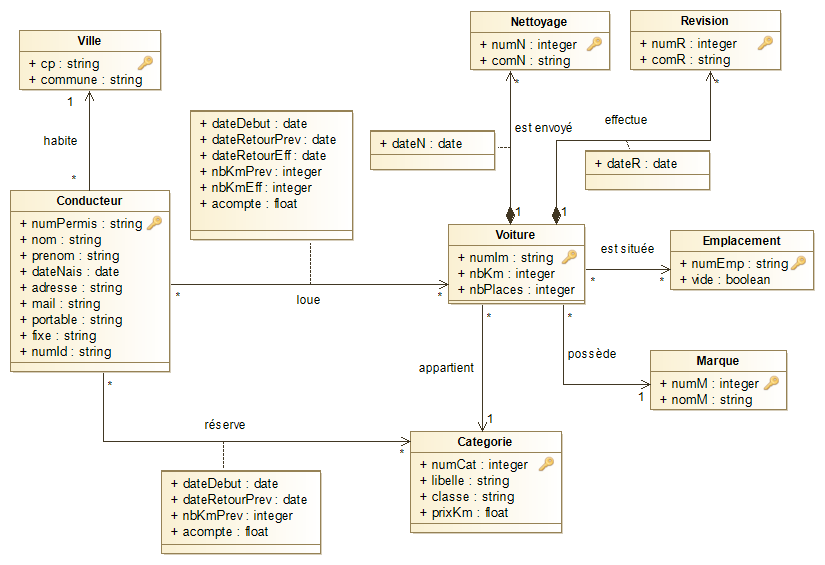 Ville
+ cp : string
+ commune : string
1
habite
*
Conducteur
+ numPermis : string
+ nom : string
+ prenom : string
+ dateNais : date
+ adresse : string
+ mail : string
+ portable : string
+ fixe : string
+ numId : string
*
+ dateDebut : date
+ dateRetourPrev : date
+ dateRetourEff : date
+ nbKmPrev : integer
+ nbKmEff : integer
+ acompte : float
*
loue
*
Nettoyage
+ numN : integer
+ comN : string
*
est envoyé
+ dateN : date
1
Revision
+ numR : integer
+ comR : string
*
effectue
+ dateR : date
1
Voiture
+ numIm : string
+ nbKm : integer
+ nbPlaces : integer
est située
*
*
Emplacement
+ numEmp : string
+ vide : boolean
*
possède
1
Marque
+ numM : integer
+ nomM : string
*
appartient
1
réserve
*
Categorie
+ numCat : integer
+ libelle : string
+ classe : string
+ prixKm : float
+ dateDebut : date
+ dateRetourPrev : date
+ nbKmPrev : integer
+ acompte : float